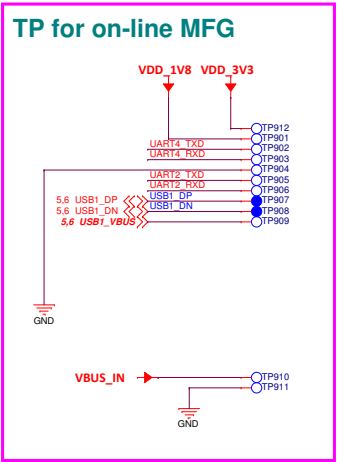 TP for on-line MFG
VDD_1V8 VDD_3V3
TP912
TP901
UART4_TXD TP902
UART4_RXD TP903
TP904
UART2_TXD TP905
UART2_RXD TP906
5,6 USB1_DP USB1_DP TP907
5,6 USB1_DN USB1_DN TP908
5,6 USB1_VBUS TP909
GND
VBUS_IN TP910
TP911
GND